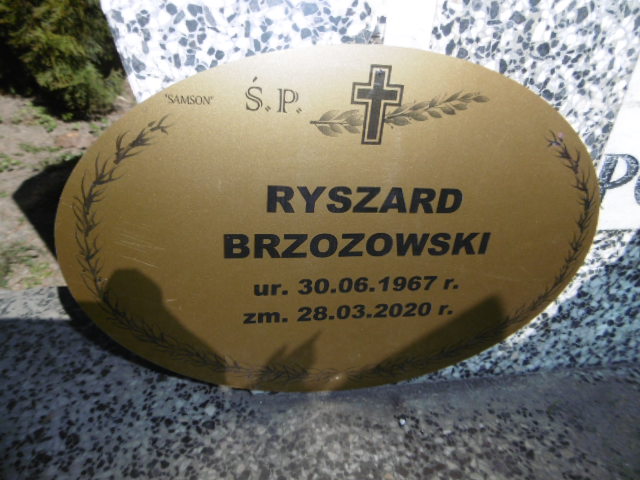 "SAMSON" Ś.P.
RYSZARD
BRZOZOWSKI
ur. 30.06.1967 r.
zm. 28.03.2020 r.